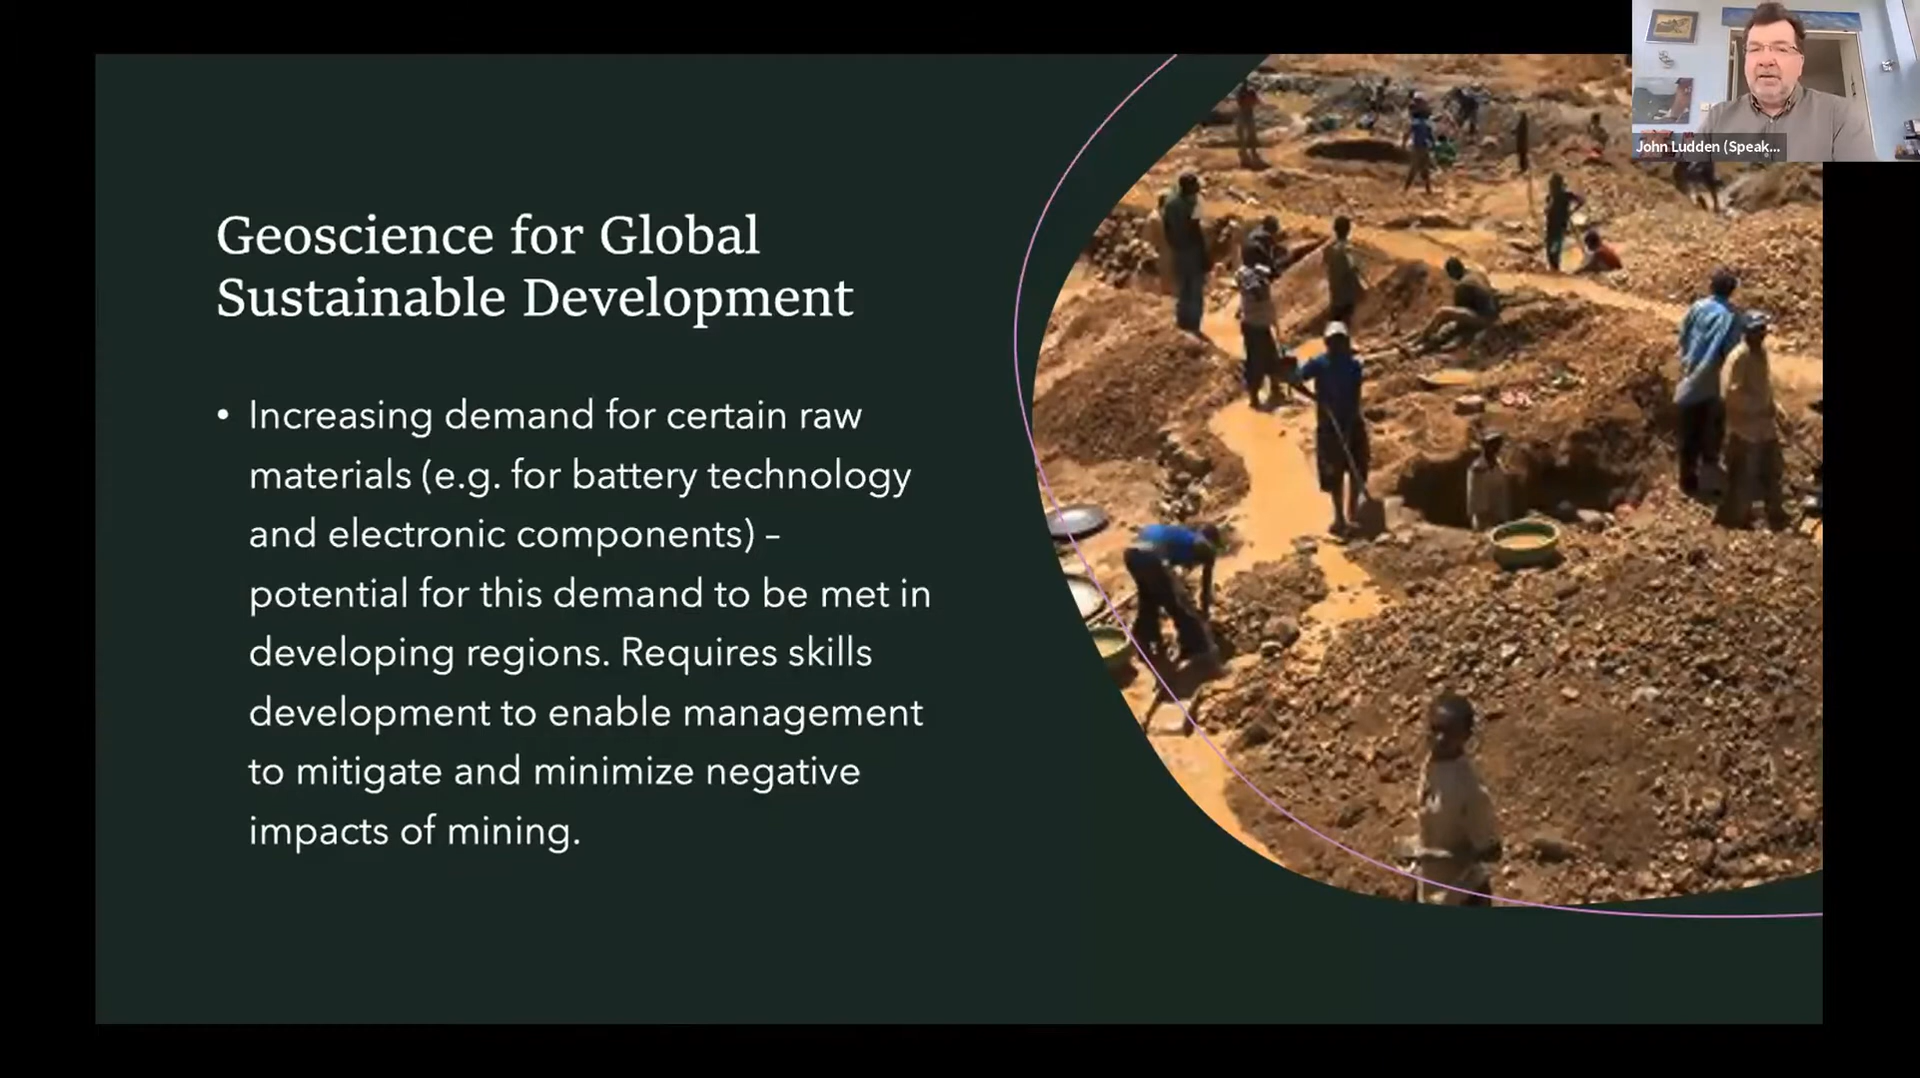 Geoscience for Global
Sustainable Development
• Increasing demand for certain raw
materials (e.g. for battery technology
and electronic components) –
potential for this demand to be met in
developing regions. Requires skills
development to enable management
to mitigate and minimize negative
impacts of mining.
John Ludden (Speak...